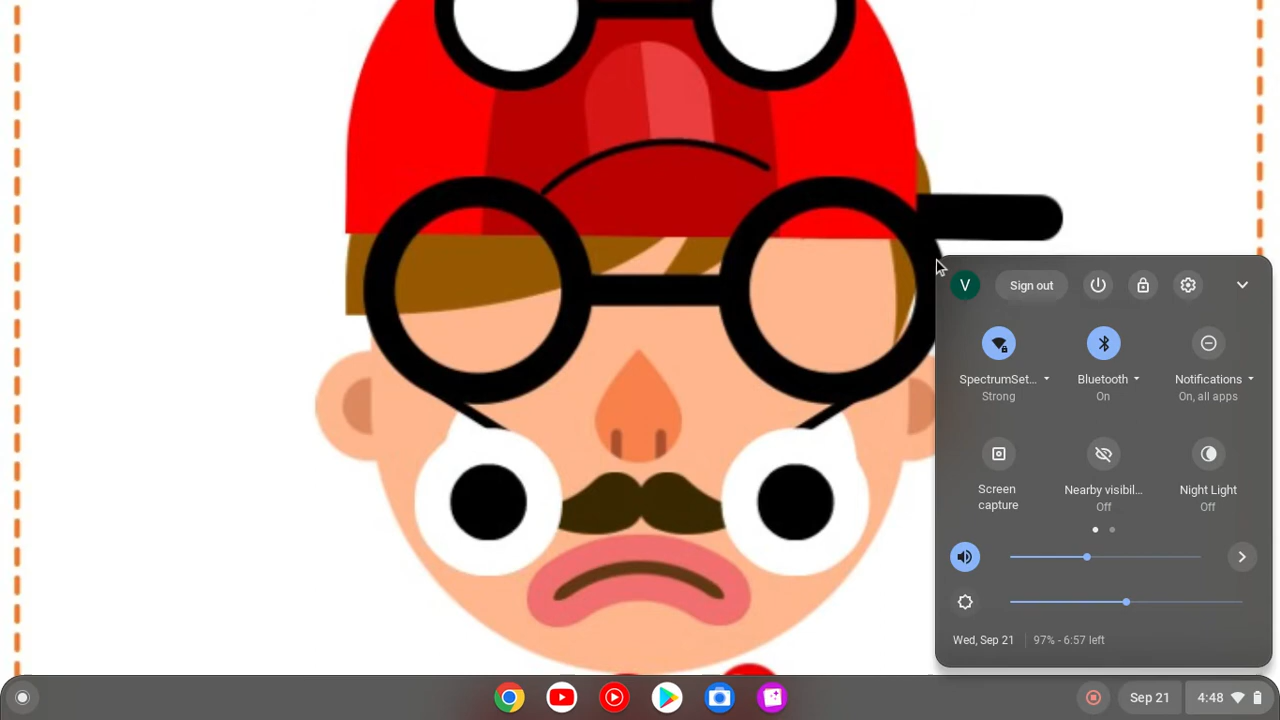 V
Sign out
SpectrumSet...
Strong
Bluetooth
On
Notifications
On, all apps
Screen
capture
Nearby visibil...
Off
Night Light
Off
Wed, Sep 21
97% - 6:57 left
Sep 21
4:48